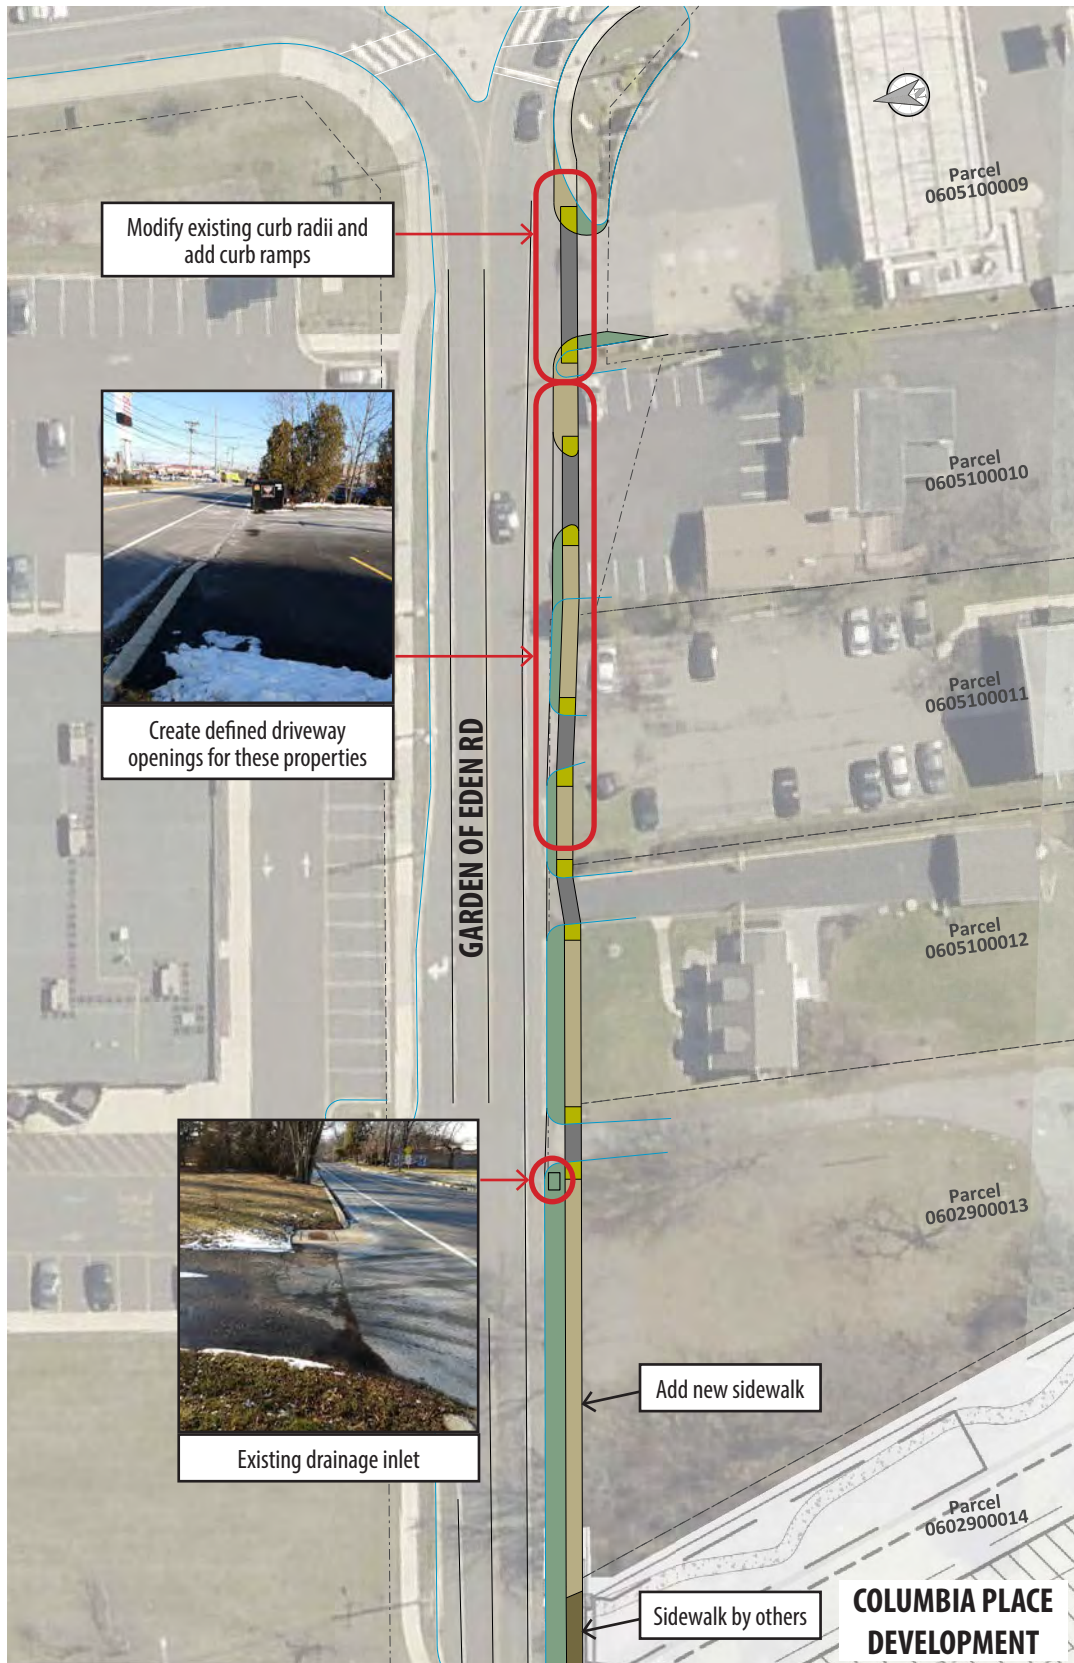 Parcel
0605100009
Modify existing curb radii and
add curb ramps
Parcel
0605100010
Parcel
0605100011
Create defined driveway
openings for these properties
GARDEN OF EDEN RD
Parcel
0605100012
Parcel
0602900013
Add new sidewalk
Existing drainage inlet
Parcel
0602900014
Sidewalk by others
COLUMBIA PLACE
DEVELOPMENT